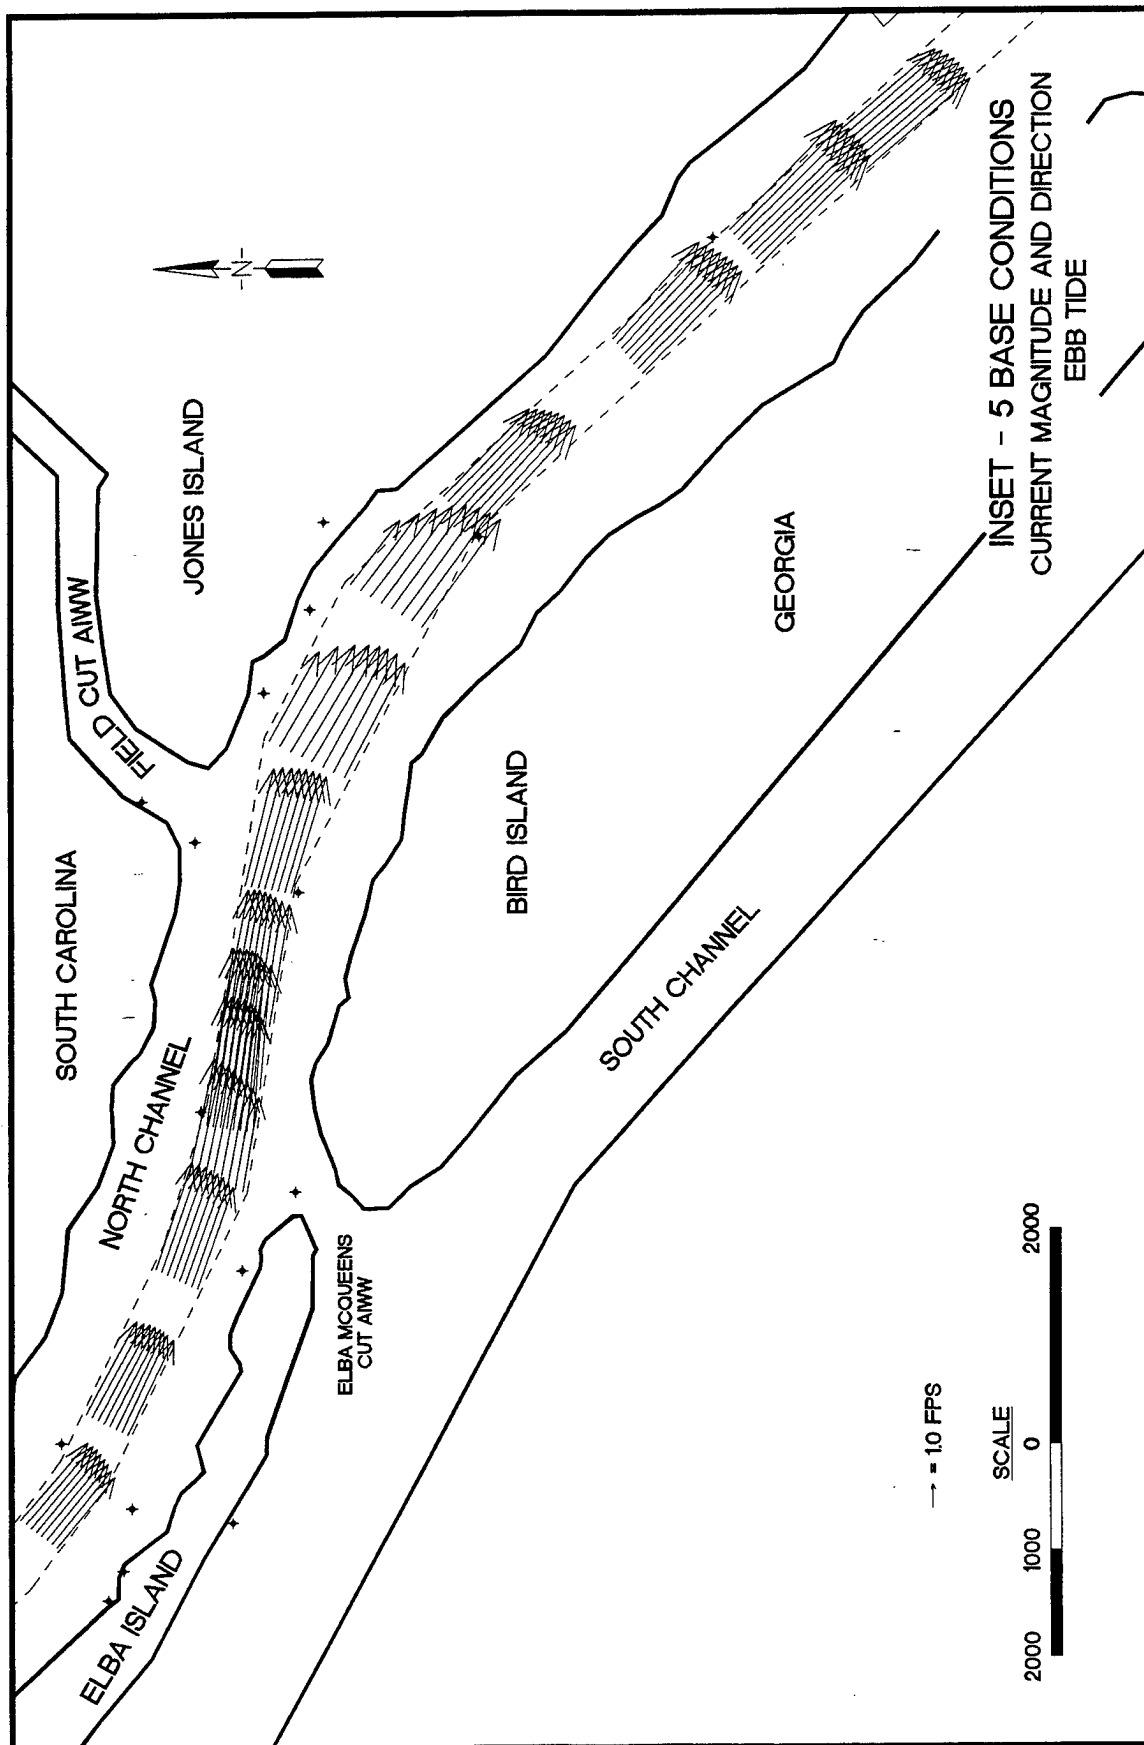 N
SOUTH CAROLINA
FIELD CUT AIWW
JONES ISLAND
NORTH CHANNEL
ELBA ISLAND
ELBA MCQUEENS
CUT AIWW
BIRD ISLAND
SOUTH CHANNEL
GEORGIA
= 1.0 FPS
SCALE
2000 1000 0 2000
INSET - 5 BASE CONDITIONS
CURRENT MAGNITUDE AND DIRECTION
EBB TIDE